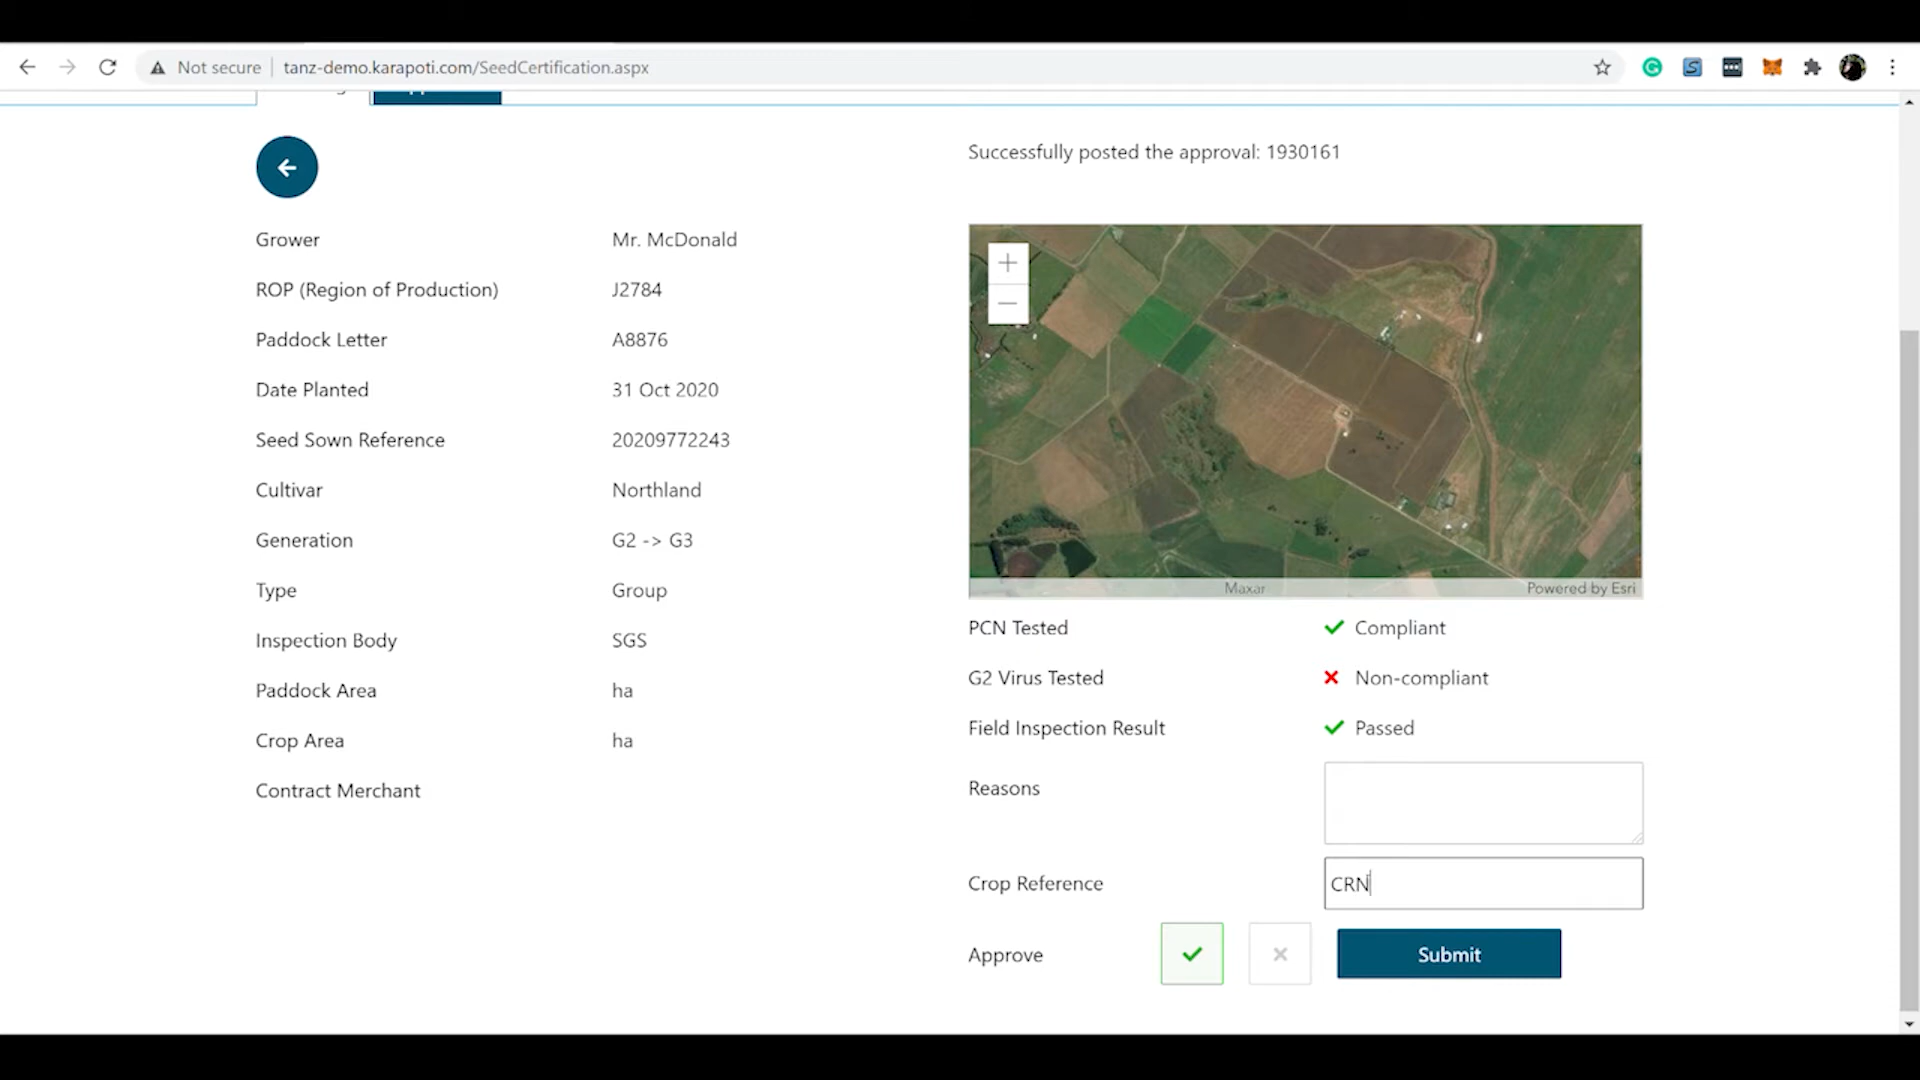 Not secure
tanz-demo.karapoti.com/SeedCertification.aspx
Successfully posted the approval: 1930161
Grower Mr. McDonald
ROP (Region of Production) J2784
Paddock Letter A8876
Date Planted 31 Oct 2020
Seed Sown Reference 20209772243
Cultivar Northland
Generation G2 -> G3
Type Group
Inspection Body SGS
Paddock Area ha
Crop Area ha
Contract Merchant
Maxar Powered by Esri
PCN Tested Compliant
G2 Virus Tested Non-compliant
Field Inspection Result Passed
Reasons
Crop Reference CRN
Approve Submit